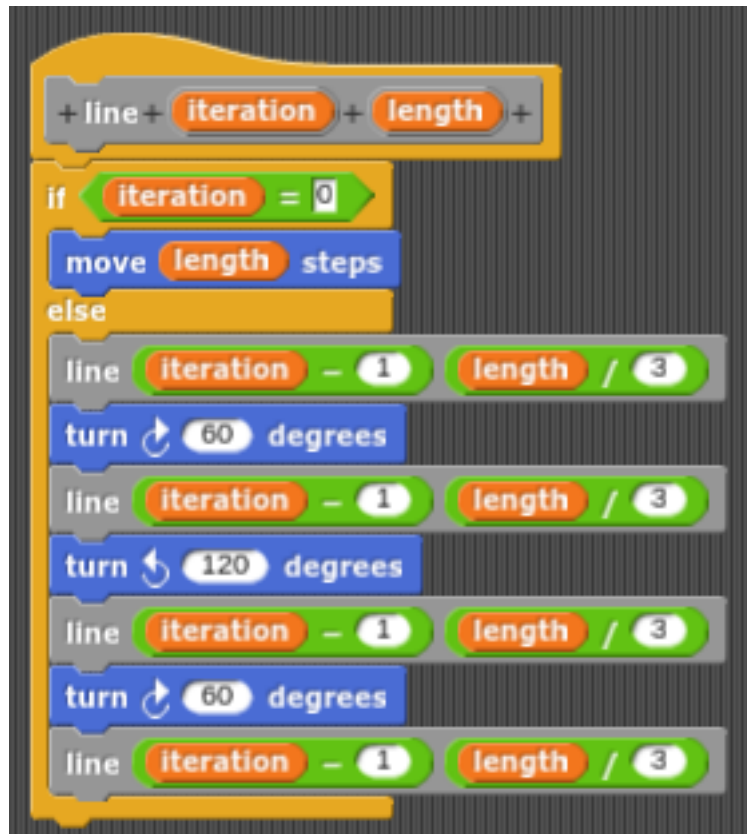 + line + iteration + length +
if iteration = 0
move length steps
else
line iteration - 1 length / 3
turn 60 degrees
line iteration - 1 length / 3
turn 120 degrees
line iteration - 1 length / 3
turn 60 degrees
line iteration - 1 length / 3